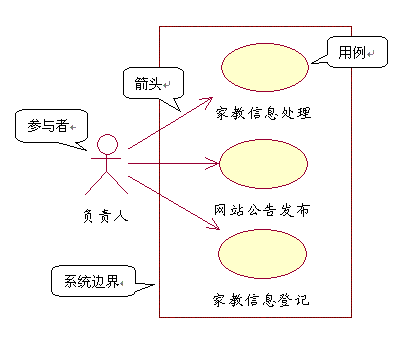 用例
箭头
家教信息处理
参与者
网站公告发布
负责人
系统边界
家教信息登记